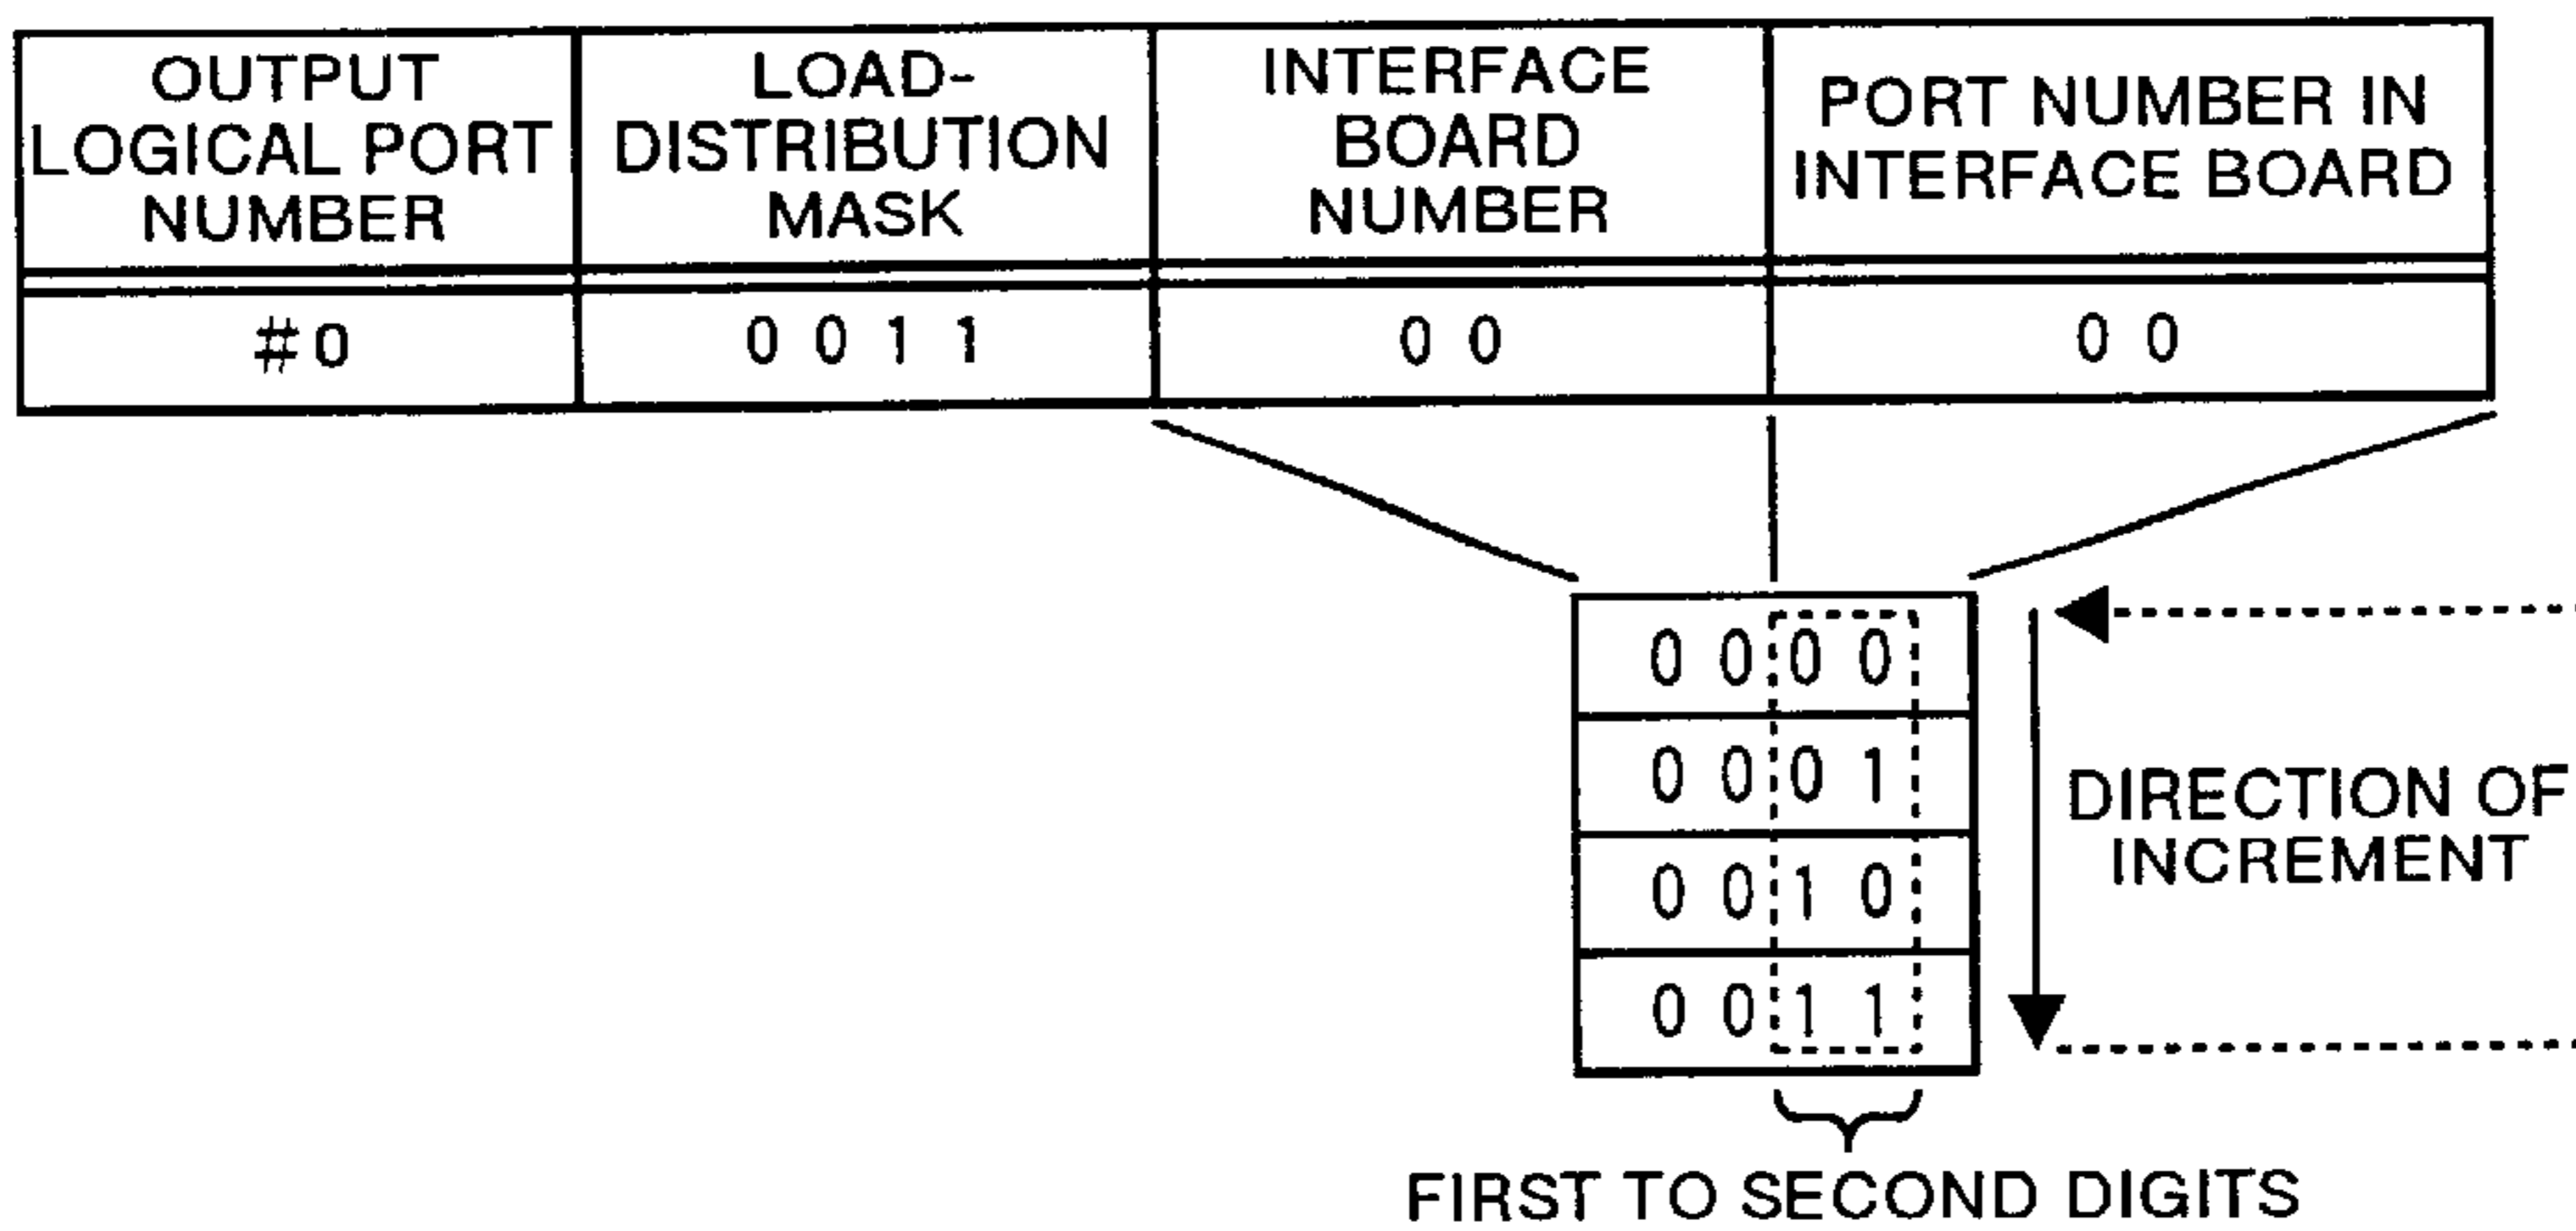 OUTPUT
LOGICAL PORT
NUMBER
LOAD-
DISTRIBUTION
MASK
INTERFACE
BOARD
NUMBER
PORT NUMBER IN
INTERFACE BOARD
#0
0 0 1 1
0 0
0 0
0 0 0 0
0 0 0 1
0 0 1 0
0 0 1 1
DIRECTION OF
INCREMENT
FIRST TO SECOND DIGITS